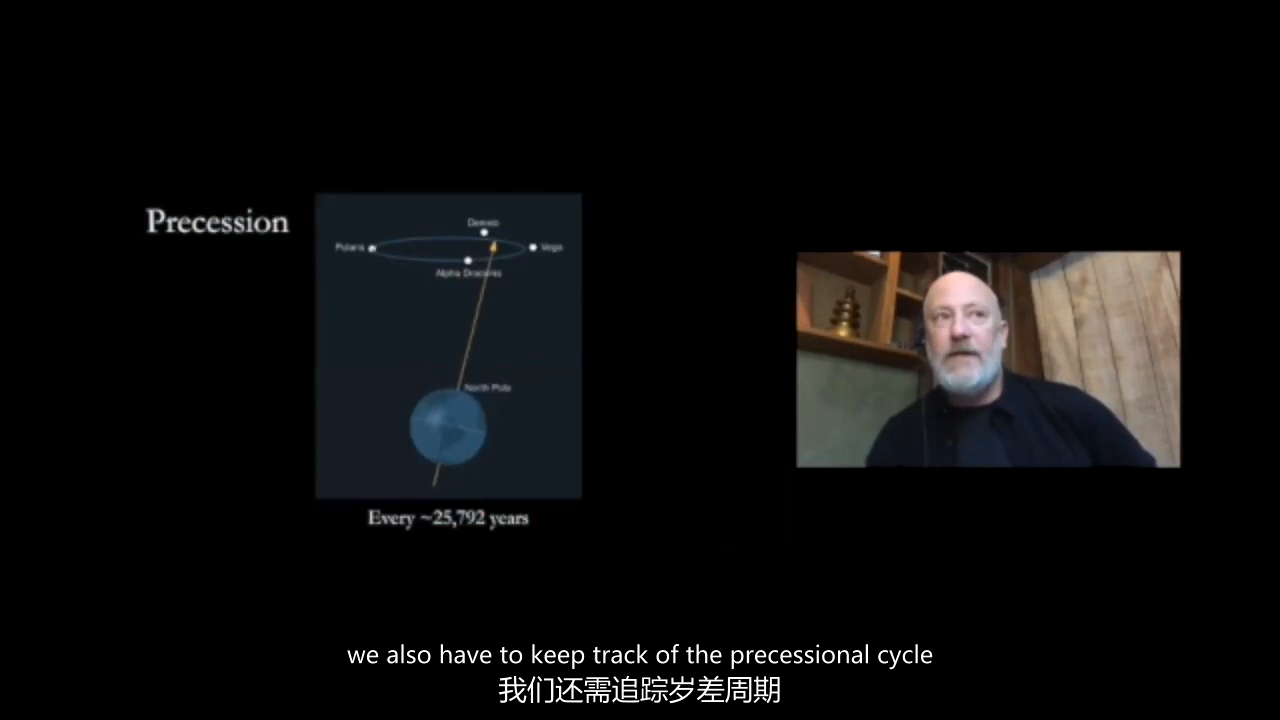 Precession
Polaris
Vega
Alpha Draconis
North Pole
Every ~25,792 years
we also have to keep track of the precessional cycle
我们还需追踪岁差周期